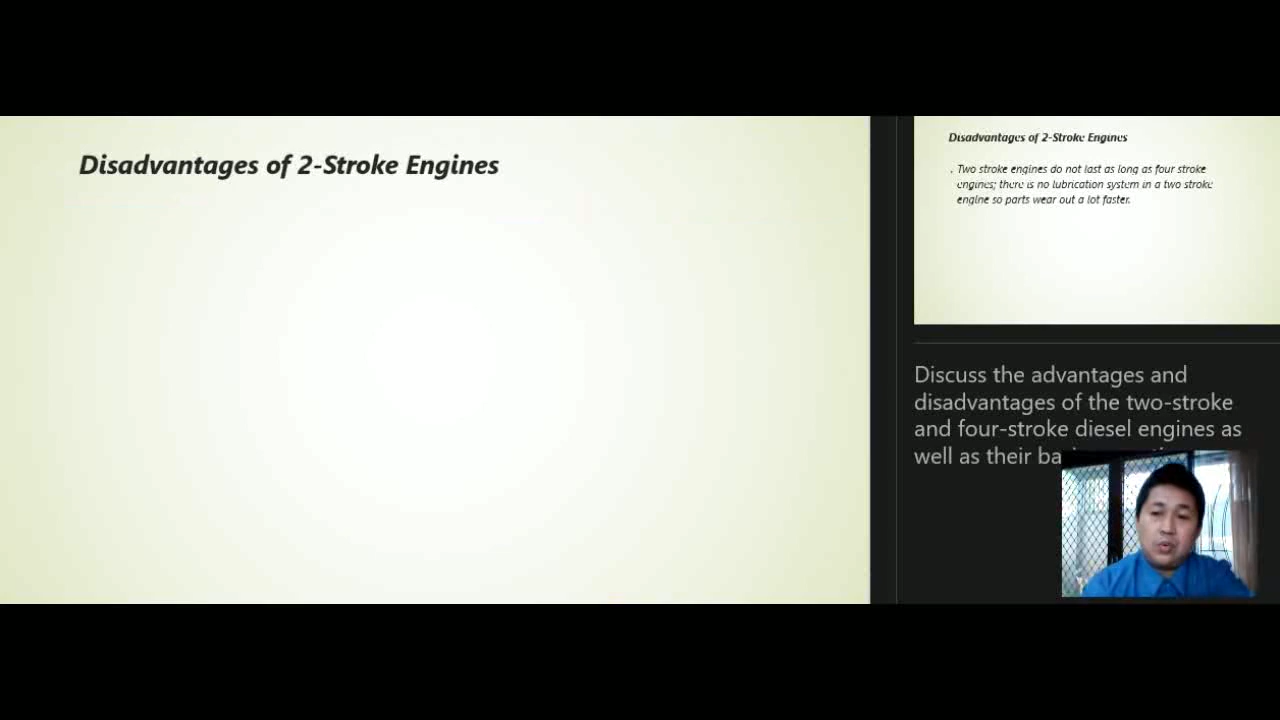 Disadvantages of 2-Stroke Engines
Disadvantages of 2-Stroke Engines
. Two stroke engines do not last as long as four stroke
engines; there is no lubrication system in a two stroke
engine so parts wear out a lot faster.
Discuss the advantages and
disadvantages of the two-stroke
and four-stroke diesel engines as
well as their